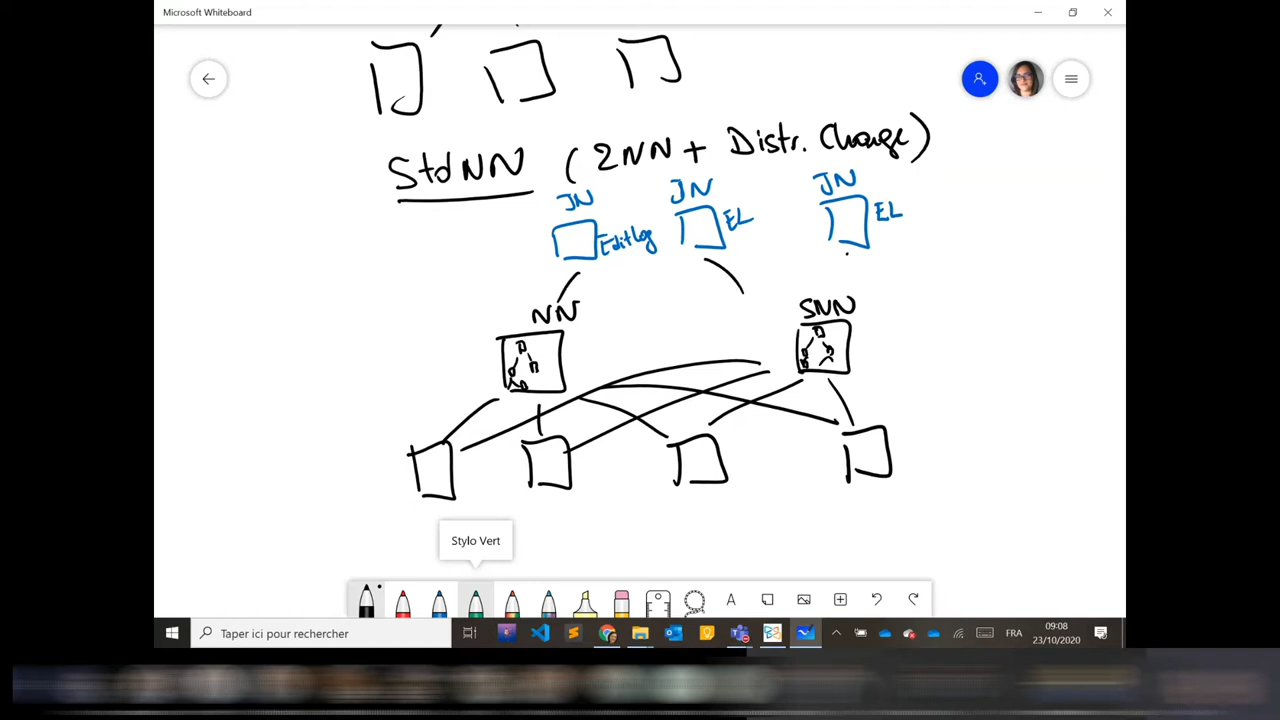 Microsoft Whiteboard
StdNN (2NN + Distr. Change)
JN JN JN
EditLog EL EL
NN SNN
Stylo Vert
A
Taper ici pour rechercher
FRA
09:08
23/10/2020